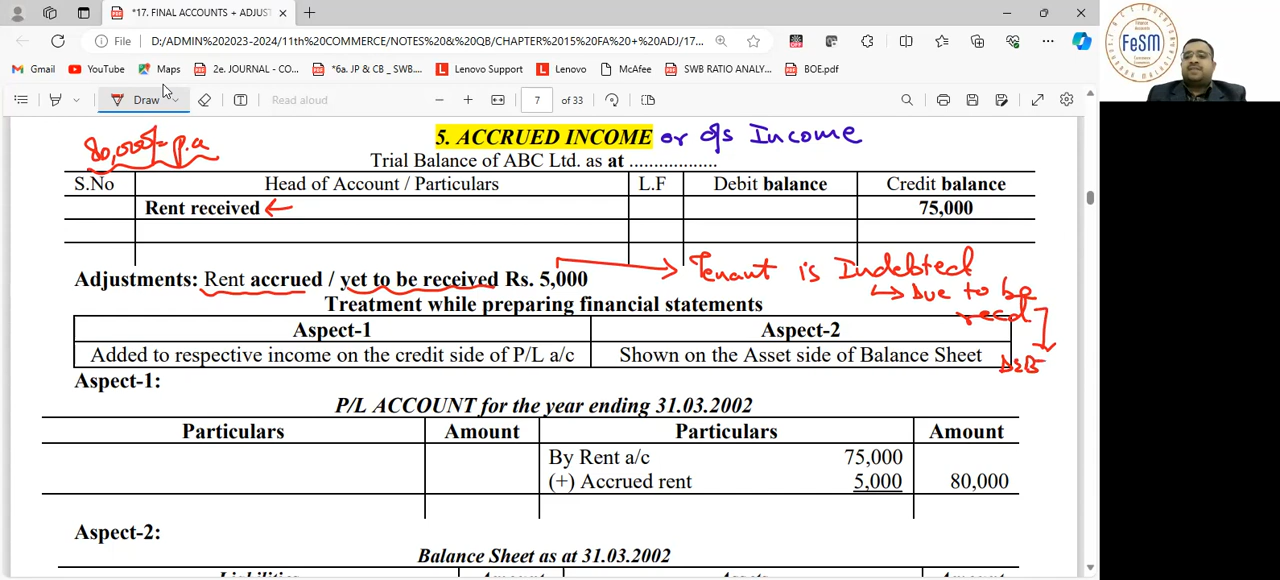 *17. FINAL ACCOUNTS + ADJUS
File D:/ADMIN%202023-2024/11th%20COMMERCE/NOTES%20&%20QB/CHAPTER%2015%20FA%20+%20ADJ/17...
Gmail YouTube Maps 2e. JOURNAL - CO... *6a. JP & CB _ SWB.... Lenovo Support Lenovo McAfee SWB RATIO ANALY... BOE.pdf
Draw Read aloud 7 of 33
FeSM
80,000/- p.a
5. ACCRUED INCOME or o/s Income
Trial Balance of ABC Ltd. as at ..................
S.No Head of Account / Particulars L.F Debit balance Credit balance
Rent received 75,000
Adjustments: Rent accrued / yet to be received Rs. 5,000 Tenant is Indebted
Due to be
recd
Treatment while preparing financial statements
Aspect-1 Aspect-2
Added to respective income on the credit side of P/L a/c Shown on the Asset side of Balance Sheet
Aspect-1:
P/L ACCOUNT for the year ending 31.03.2002
Particulars Amount Particulars Amount
By Rent a/c 75,000
(+) Accrued rent 5,000 80,000
Aspect-2:
Balance Sheet as at 31.03.2002
Liabilities Amount Assets Amount